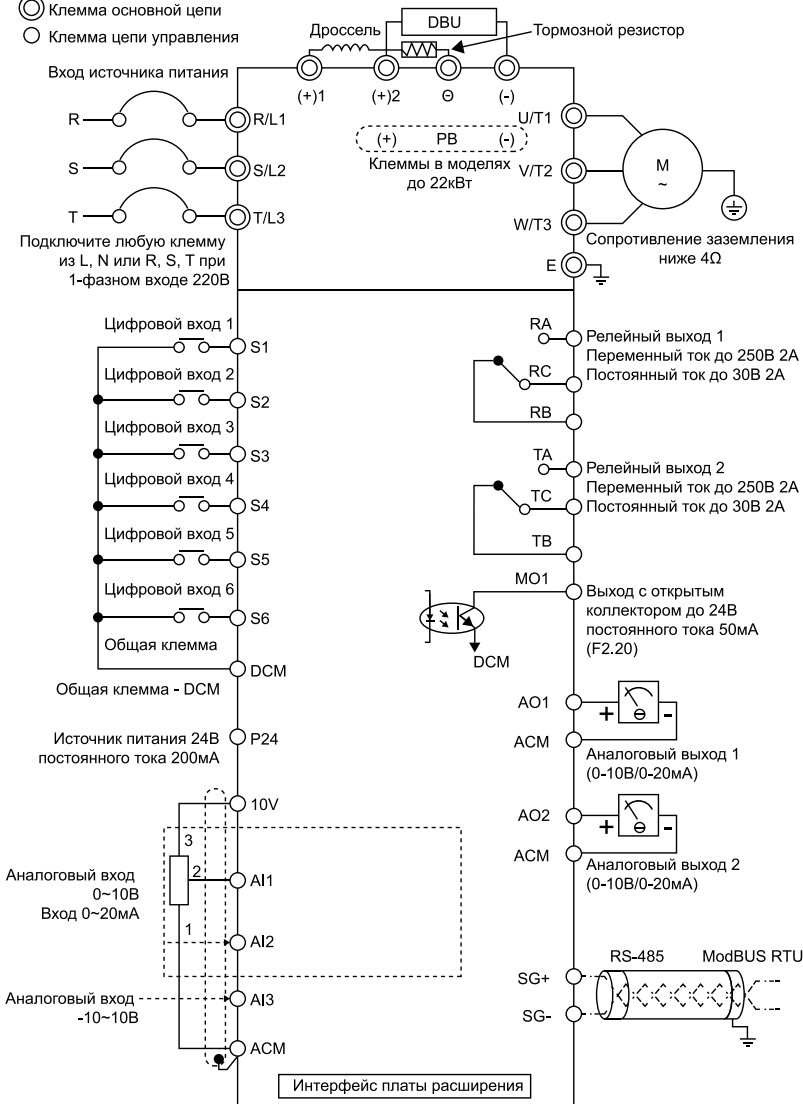 Клемма основной цепи
Клемма цепи управления
Дроссель
DBU
Тормозной резистор
Вход источника питания
(+)1
(+)2
Θ
(-)
R
R/L1
S
S/L2
T
T/L3
(+) PB (-)
Клеммы в моделях
до 22кВт
U/T1
V/T2
W/T3
M
~
E
Подключите любую клемму
из L, N или R, S, T при
1-фазном входе 220В
Сопротивление заземления
ниже 4Ω
Цифровой вход 1
S1
Цифровой вход 2
S2
Цифровой вход 3
S3
Цифровой вход 4
S4
Цифровой вход 5
S5
Цифровой вход 6
S6
Общая клемма
DCM
Общая клемма - DCM
Источник питания 24В
постоянного тока 200мА
P24
10V
3
2
1
Аналоговый вход
0~10В
Вход 0~20мА
AI1
AI2
Аналоговый вход
-10~10В
AI3
ACM
RA
RC
RB
Релейный выход 1
Переменный ток до 250В 2А
Постоянный ток до 30В 2А
TA
TC
TB
Релейный выход 2
Переменный ток до 250В 2А
Постоянный ток до 30В 2А
MO1
DCM
Выход с открытым
коллектором до 24В
постоянного тока 50мА
(F2.20)
AO1
+ -
ACM
Аналоговый выход 1
(0-10В/0-20мА)
AO2
+ -
ACM
Аналоговый выход 2
(0-10В/0-20мА)
RS-485
ModBUS RTU
SG+
SG-
Интерфейс платы расширения